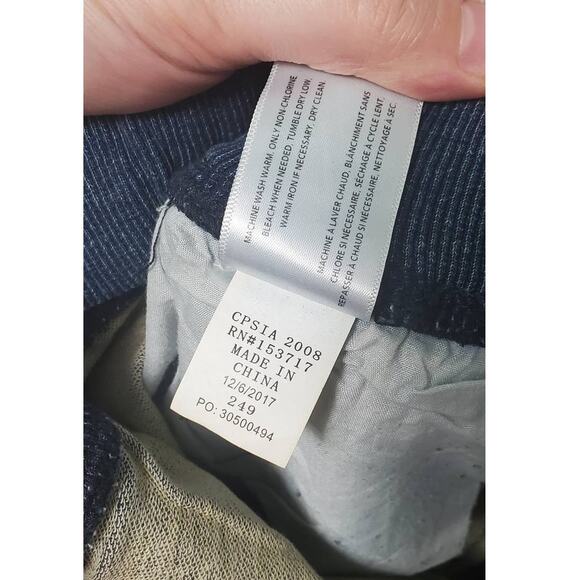 MACHINE WASH WARM. ONLY NON-CHLORINE
BLEACH WHEN NEEDED. TUMBLE DRY LOW.
WARM IRON IF NECESSARY. DRY CLEAN.
MACHINE À LAVER CHAUD, BLANCHIMENT SANS
CHLORE SI NECESSAIRE. SÉCHAGE À CYCLE LENT.
REPASSER À CHAUD SI NECESSAIRE. NETTOYAGE À SEC.
CPSIA 2008
RN#153717
MADE IN
CHINA
12/6/2017
249
PO: 30500494